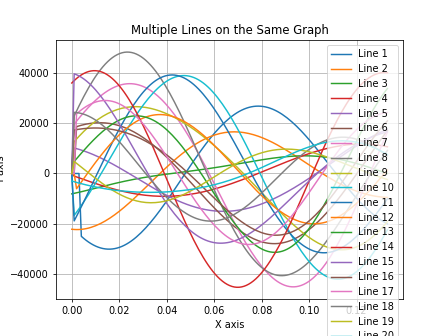 Multiple Lines on the Same Graph
40000
20000
0
−20000
−40000
axis
0.00
0.02
0.04
0.06
0.08
0.10
X axis
Line 1
Line 2
Line 3
Line 4
Line 5
Line 6
Line 7
Line 8
Line 9
Line 10
Line 11
Line 12
Line 13
Line 14
Line 15
Line 16
Line 17
Line 18
Line 19
Line 20